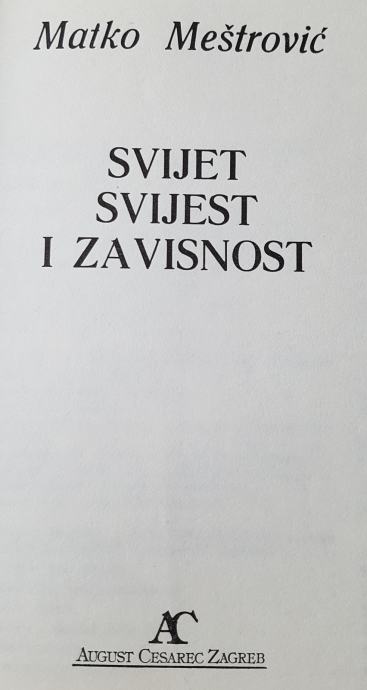 Matko Meštrović
SVIJET
SVIJEST
I ZAVISNOST
AC
AUGUST CESAREC ZAGREB